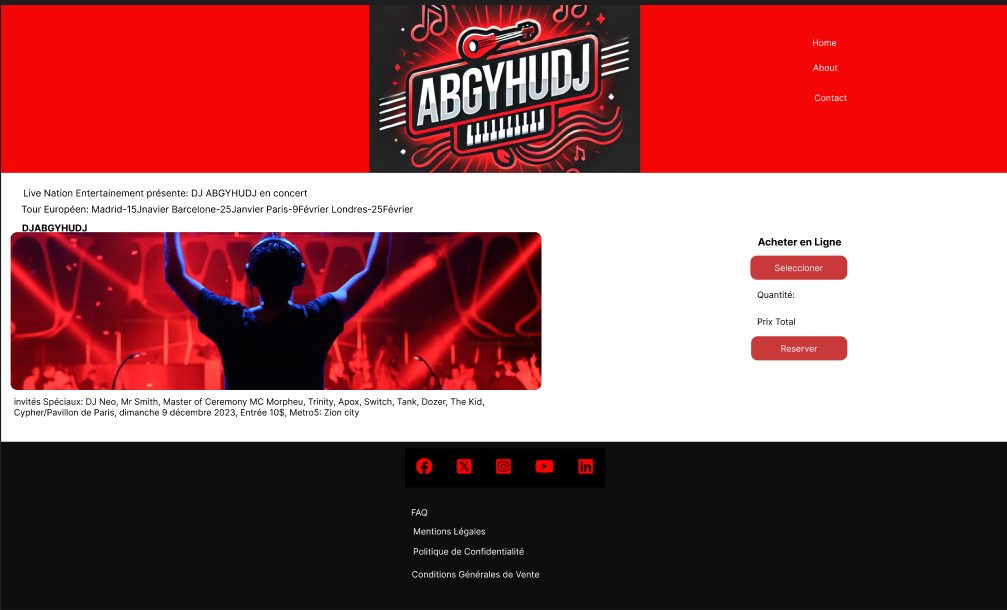 ABGYHUDJ
Home
About
Contact
Live Nation Entertainement présente: DJ ABGYHUDJ en concert
Tour Européen: Madrid-15Jnavier Barcelone-25Janvier Paris-9Février Londres-25Février
DJABGYHUDJ
invités Spéciaux: DJ Neo, Mr Smith, Master of Ceremony MC Morpheu, Trinity, Apox, Switch, Tank, Dozer, The Kid,
Cypher/Pavillon de Paris, dimanche 9 décembre 2023, Entrée 10$, Metro5: Zion city
Acheter en Ligne
Seleccioner
Quantité:
Prix Total
Reserver
FAQ
Mentions Légales
Politique de Confidentialité
Conditions Générales de Vente